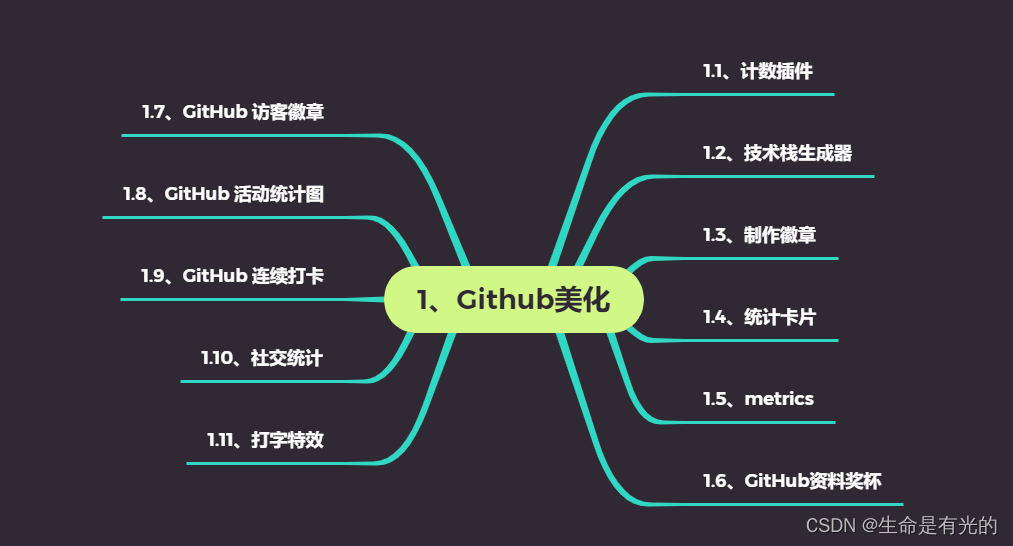 1、Github美化
1.1、计数插件
1.2、技术栈生成器
1.3、制作徽章
1.4、统计卡片
1.5、metrics
1.6、GitHub资料奖杯
1.7、GitHub 访客徽章
1.8、GitHub 活动统计图
1.9、GitHub 连续打卡
1.10、社交统计
1.11、打字特效
CSDN @生命是有光的